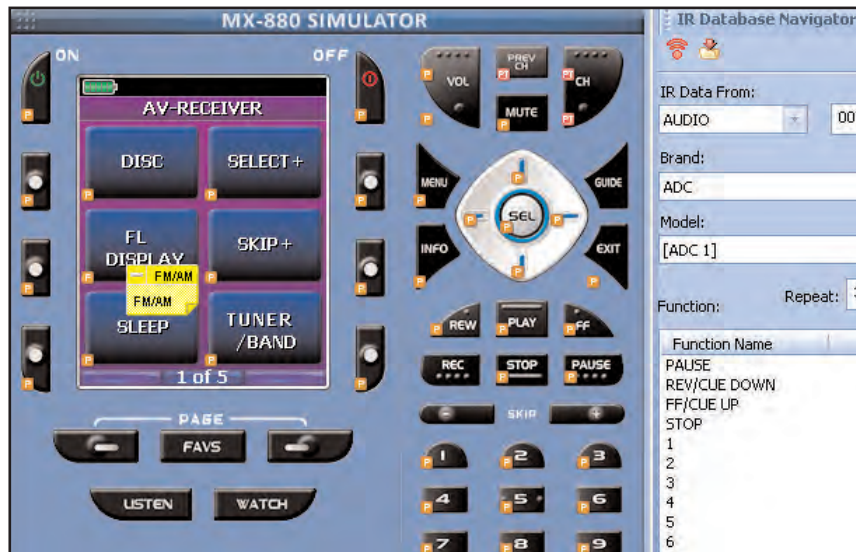 MX-880 SIMULATOR
ON
OFF
AV-RECEIVER
DISC
SELECT+
FL
DISPLAY
SKIP+
FM/AM
FM/AM
SLEEP
TUNER
/BAND
1 of 5
PAGE
FAVS
LISTEN
WATCH
VOL
PREV
CH
CH
MUTE
MENU
GUIDE
SEL
INFO
EXIT
REW
PLAY
FF
REC
STOP
PAUSE
- SKIP +
1 2 3
4 5 6
7 8 9
IR Database Navigator
IR Data From:
AUDIO
00
Brand:
ADC
Model:
[ADC 1]
Function:
Repeat:
Function Name
PAUSE
REV/CUE DOWN
FF/CUE UP
STOP
1
2
3
4
5
6